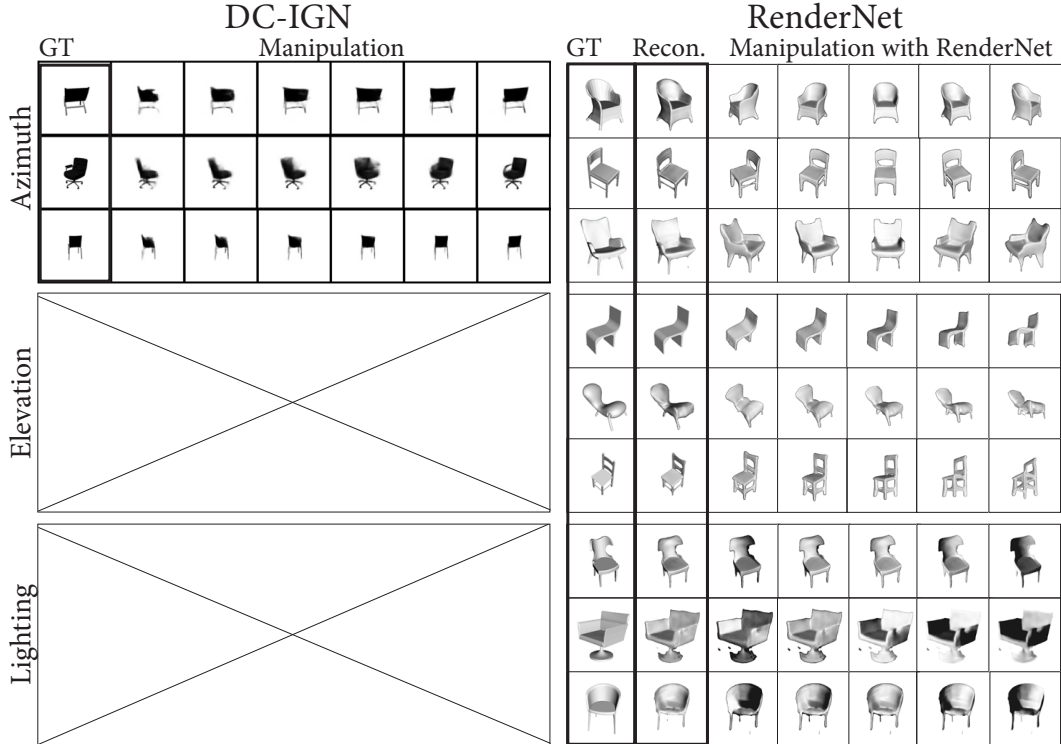 DC-IGN
RenderNet
GT
Manipulation
GT
Recon.
Manipulation with RenderNet
Azimuth
Elevation
Lighting